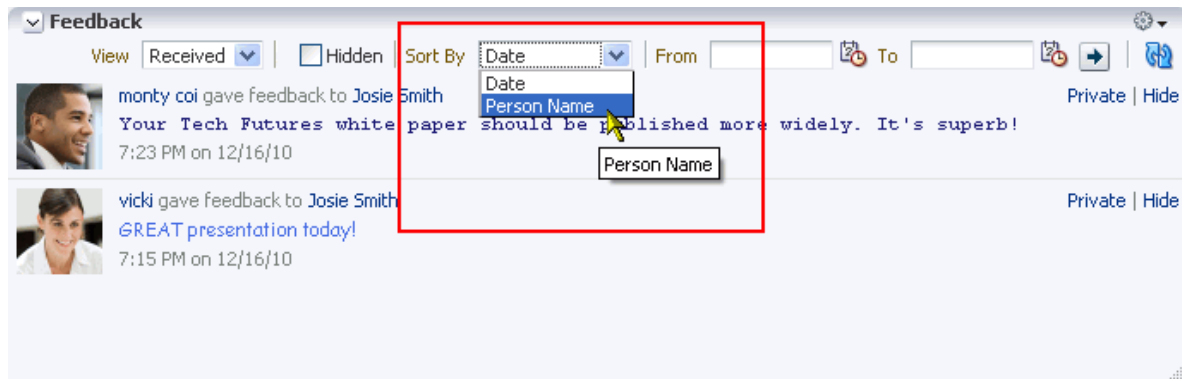 Feedback
View Received Hidden Sort By Date From To
Date
Person Name
monty coi gave feedback to Josie Smith Private | Hide
Your Tech Futures white paper should be published more widely. It's superb!
7:23 PM on 12/16/10
Person Name
vicki gave feedback to Josie Smith Private | Hide
GREAT presentation today!
7:15 PM on 12/16/10